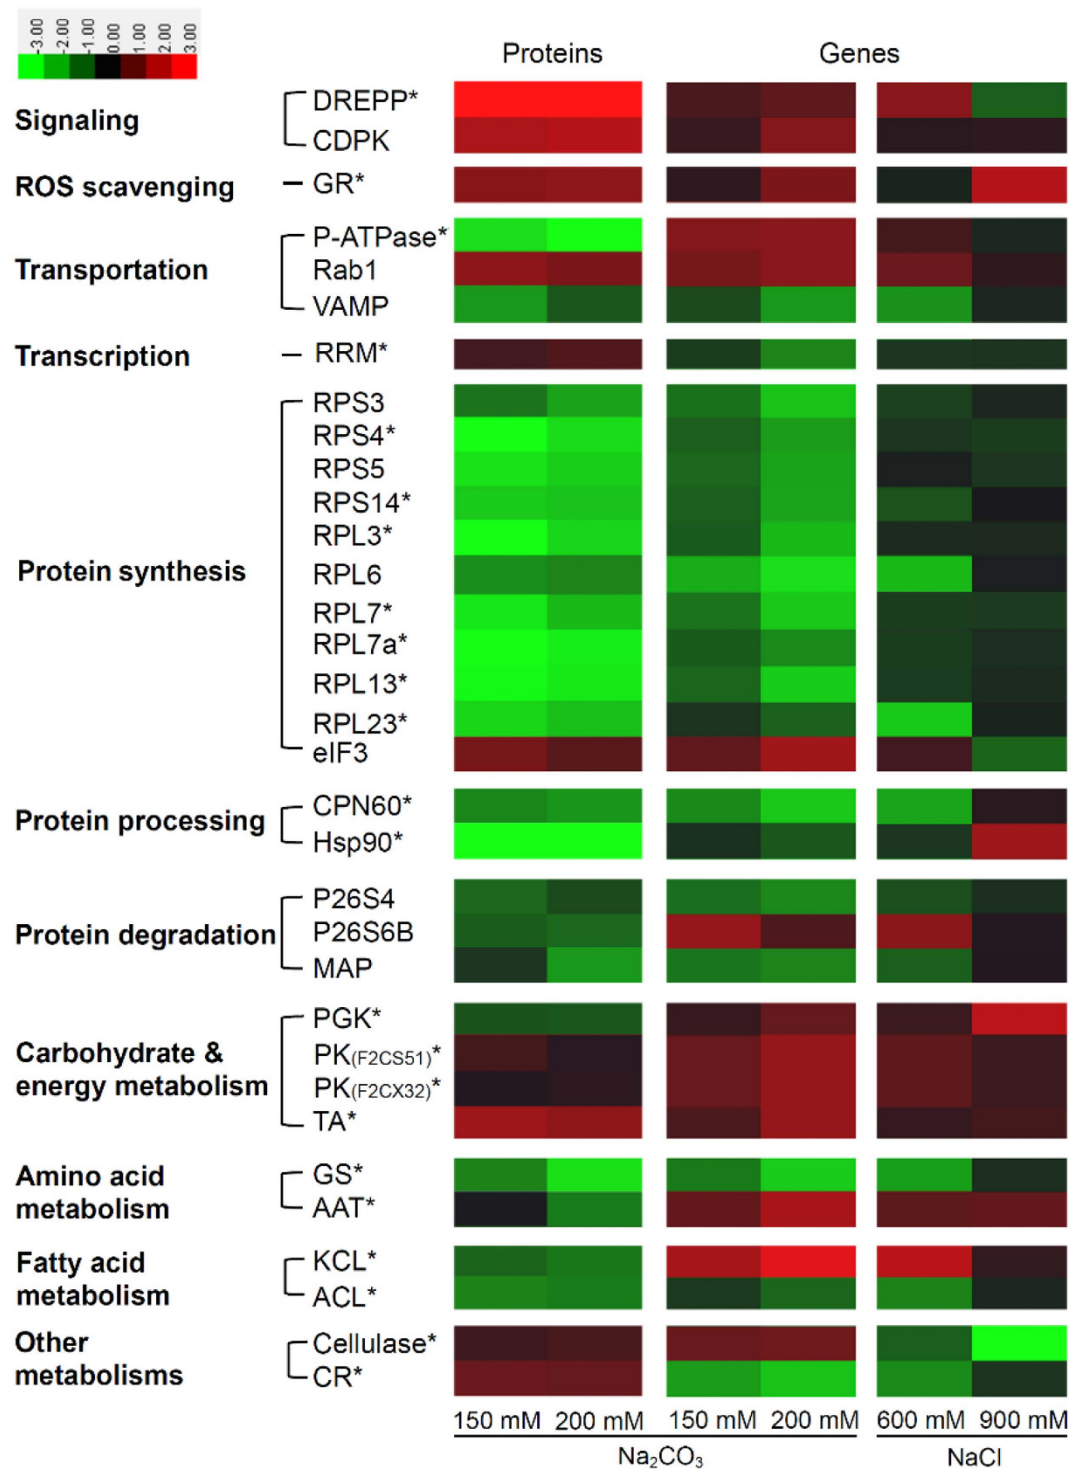 -3.00
-2.00
-1.00
0.00
1.00
2.00
3.00
Proteins Genes
Signaling
DREPP*
CDPK
ROS scavenging
GR*
Transportation
P-ATPase*
Rab1
VAMP
Transcription
RRM*
Protein synthesis
RPS3
RPS4*
RPS5
RPS14*
RPL3*
RPL6
RPL7*
RPL7a*
RPL13*
RPL23*
eIF3
Protein processing
CPN60*
Hsp90*
Protein degradation
P26S4
P26S6B
MAP
Carbohydrate &
energy metabolism
PGK*
PK(F2CS51)*
PK(F2CX32)*
TA*
Amino acid
metabolism
GS*
AAT*
Fatty acid
metabolism
KCL*
ACL*
Other
metabolisms
Cellulase*
CR*
150 mM 200 mM 150 mM 200 mM 600 mM 900 mM
Na₂CO₃ NaCl